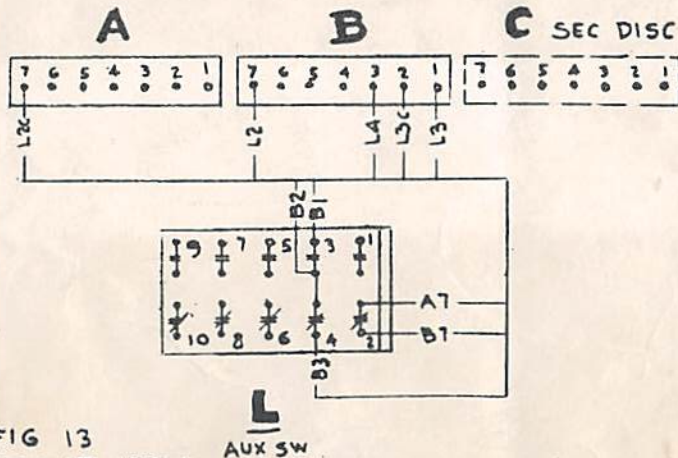 A B C SEC DISC
7 6 5 4 3 2 1
7 6 5 4 3 2 1
7 6 5 4 3 2 1
L2C L2 L4 L3C L3
B2 B1
9 7 5 3 1
A7
10 8 6 4 2
B7
B3
L
FIG 13
AUX SW